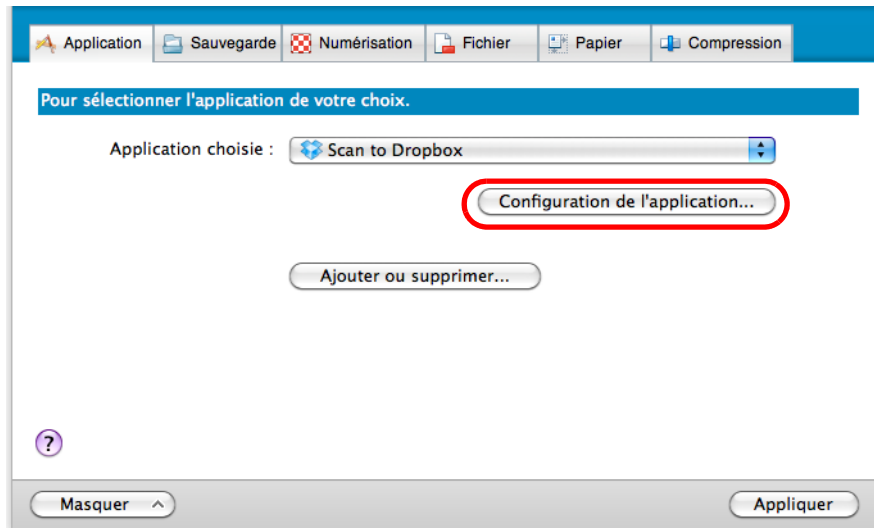 Application Sauvegarde Numérisation Fichier Papier Compression
Pour sélectionner l'application de votre choix.
Application choisie : Scan to Dropbox
Configuration de l'application...
Ajouter ou supprimer...
?
Masquer Appliquer